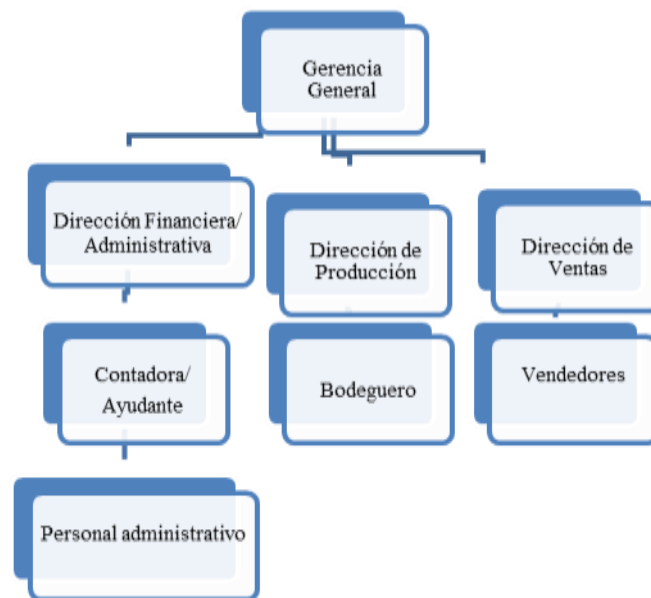 Gerencia
General
Dirección Financiera/
Administrativa
Dirección de
Producción
Dirección de
Ventas
Contadora/
Ayudante
Bodeguero
Vendedores
Personal administrativo